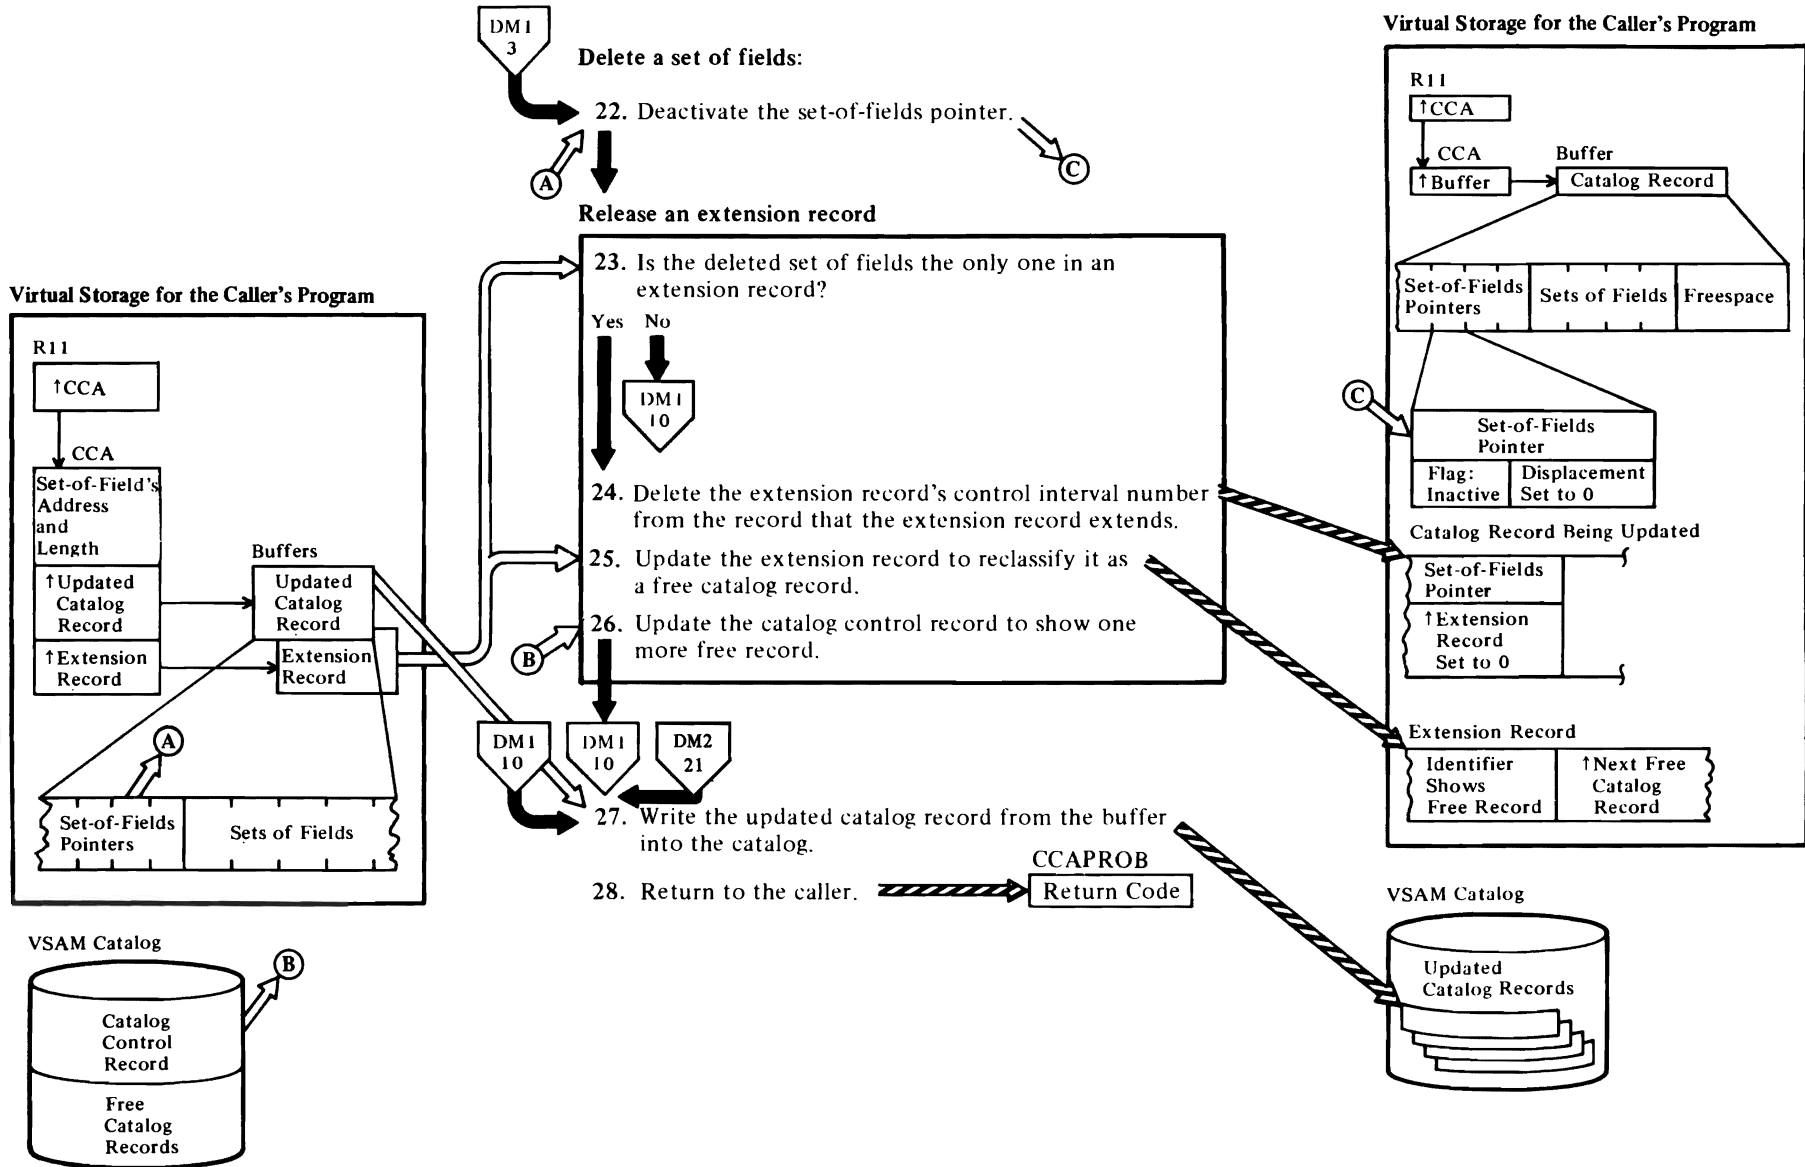 DM1
3
Delete a set of fields:
22. Deactivate the set-of-fields pointer.
A
C
Release an extension record
23. Is the deleted set of fields the only one in an
extension record?
Yes No
DM1
10
24. Delete the extension record's control interval number
from the record that the extension record extends.
25. Update the extension record to reclassify it as
a free catalog record.
26. Update the catalog control record to show one
more free record.
B
DM1
10
DM1
10
DM2
21
27. Write the updated catalog record from the buffer
into the catalog.
28. Return to the caller.
CCAPROB
Return Code
Virtual Storage for the Caller's Program
R11
↑CCA
CCA
Set-of-Field's
Address
and
Length
↑Updated
Catalog
Record
↑Extension
Record
Buffers
Updated
Catalog
Record
Extension
Record
A
Set-of-Fields
Pointers
Sets of Fields
VSAM Catalog
B
Catalog
Control
Record
Free
Catalog
Records
Virtual Storage for the Caller's Program
R11
↑CCA
CCA
↑Buffer
Buffer
Catalog Record
Set-of-Fields
Pointers
Sets of Fields
Freespace
C
Set-of-Fields
Pointer
Flag:
Inactive
Displacement
Set to 0
Catalog Record Being Updated
Set-of-Fields
Pointer
↑Extension
Record
Set to 0
Extension Record
Identifier
Shows
Free Record
↑Next Free
Catalog
Record
VSAM Catalog
Updated
Catalog Records